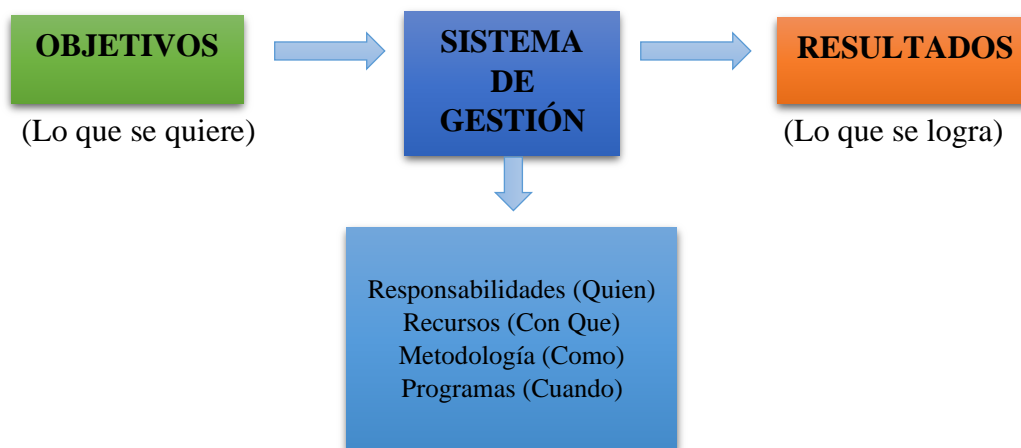 OBJETIVOS
(Lo que se quiere)
SISTEMA
DE
GESTIÓN
RESULTADOS
(Lo que se logra)
Responsabilidades (Quien)
Recursos (Con Que)
Metodología (Como)
Programas (Cuando)